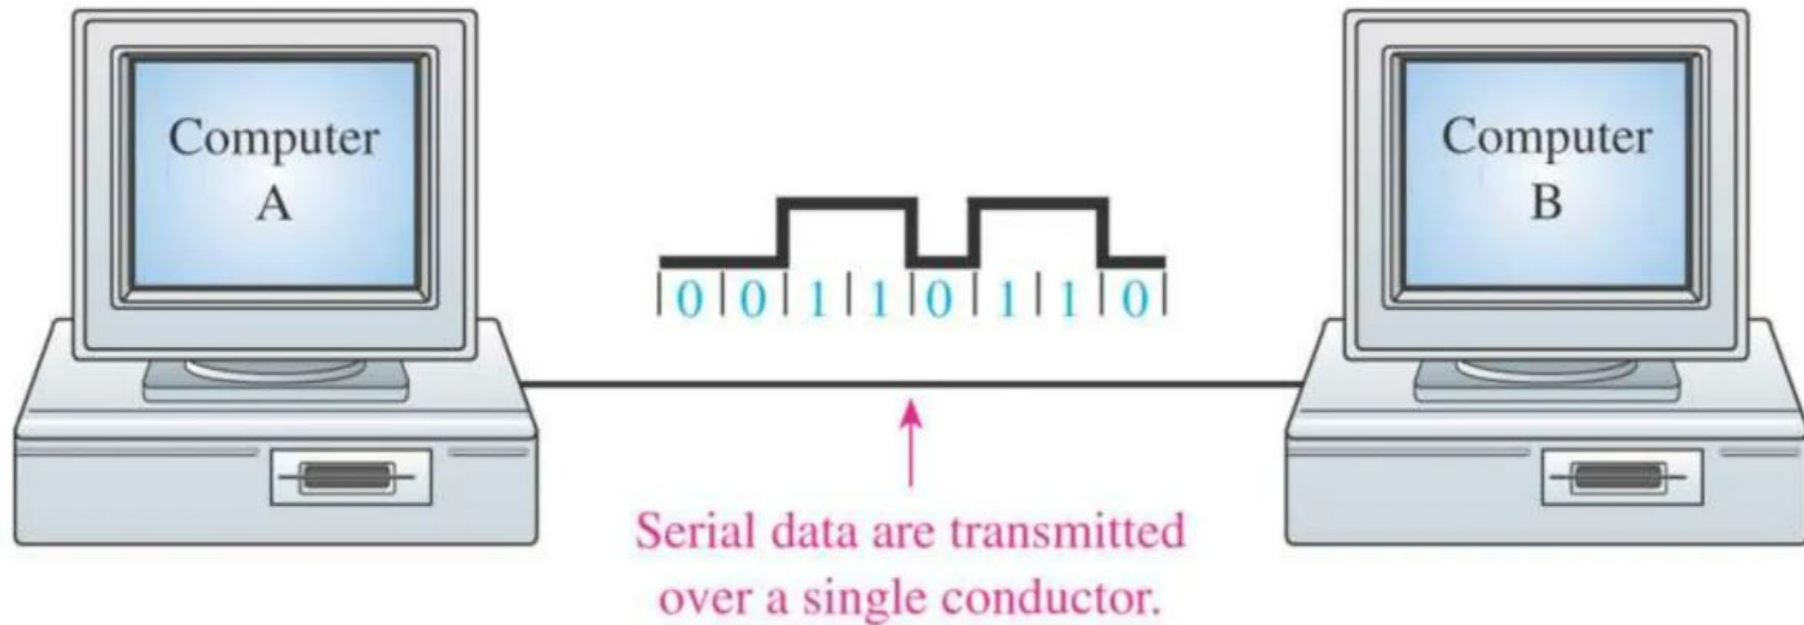 Computer
A
0 0 1 1 0 1 1 0
Computer
B
Serial data are transmitted
over a single conductor.